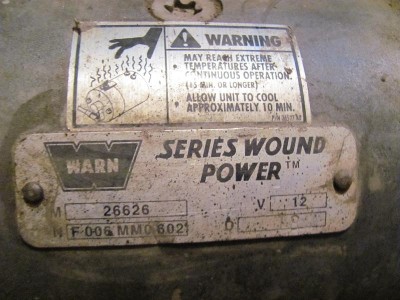 WARNING
MAY REACH EXTREME
TEMPERATURES AFTER
CONTINUOUS OPERATION
(15 MIN. OR LONGER)
ALLOW UNIT TO COOL
APPROXIMATELY 10 MIN.
WARN
SERIES WOUND
POWER™
M 26626 V 12
N F 006 MM0 602 D